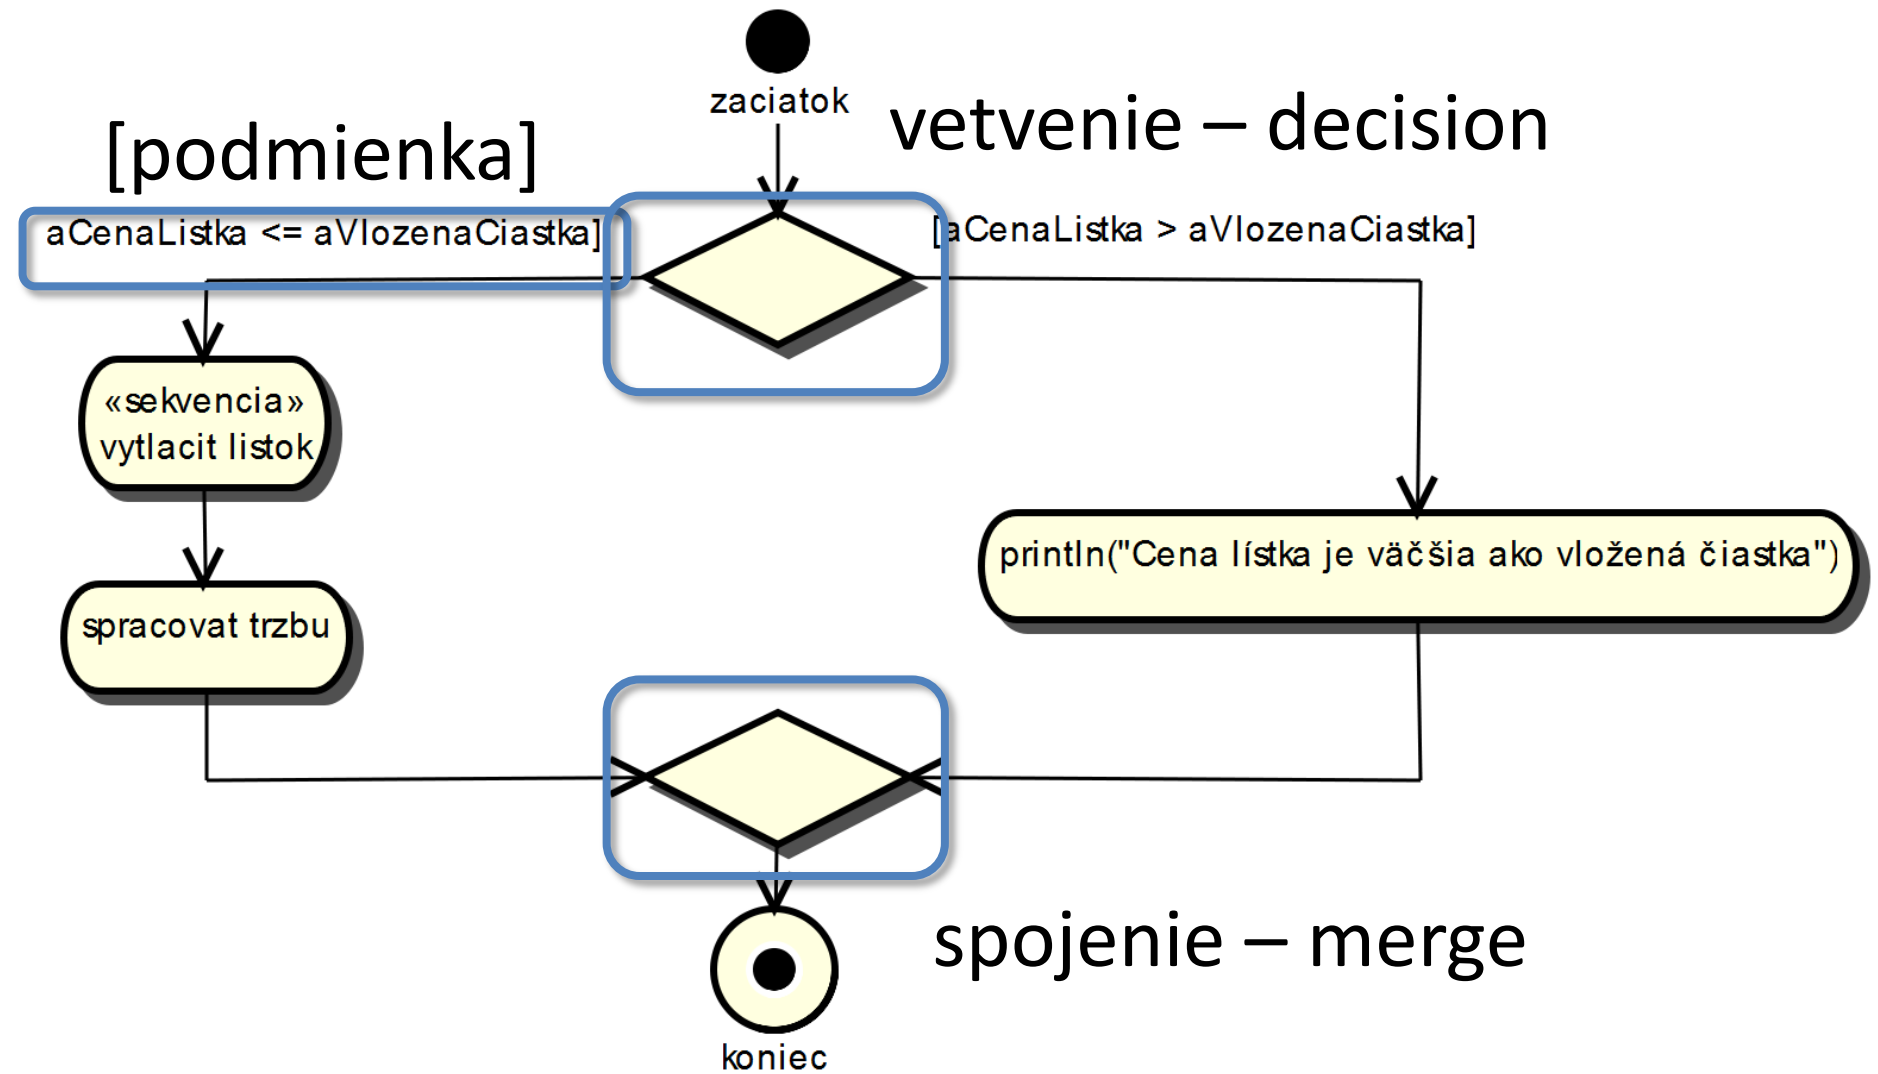 zaciatok
vetvenie – decision
[podmienka]
aCenaListka <= aVlozenaCiastka]
[aCenaListka > aVlozenaCiastka]
«sekvencia»
vytlacit listok
println("Cena lístka je väčšia ako vložená čiastka")
spracovat trzbu
spojenie – merge
koniec